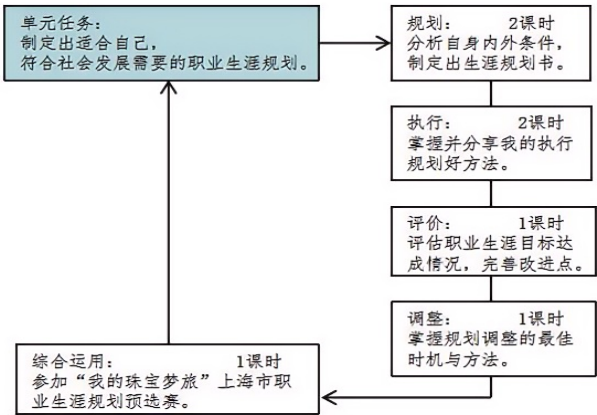 单元任务：
制定出适合自己，
符合社会发展需要的职业生涯规划。
规划： 2课时
分析自身内外条件，
制定出生涯规划书。
执行： 2课时
掌握并分享我的执行
规划好方法。
评价： 1课时
评估职业生涯目标达
成情况，完善改进点。
调整： 1课时
掌握规划调整的最佳
时机与方法。
综合运用： 1课时
参加“我的珠宝梦旅”上海市职
业生涯规划预选赛。